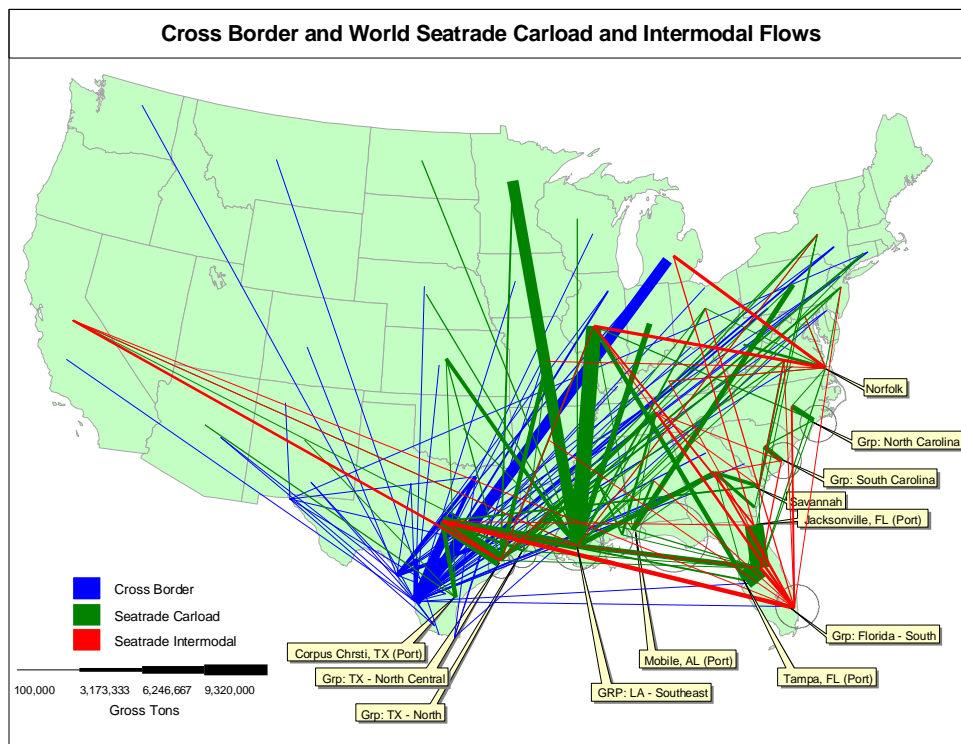 Cross Border and World Seatrade Carload and Intermodal Flows
Norfolk
Grp: North Carolina
Grp: South Carolina
Savannah
Jacksonville, FL (Port)
Cross Border
Seatrade Carload
Seatrade Intermodal
Grp: Florida - South
Corpus Chrsti, TX (Port)
Mobile, AL (Port)
Grp: TX - North Central
Tampa, FL (Port)
GRP: LA - Southeast
100,000 3,173,333 6,246,667 9,320,000
Gross Tons
Grp: TX - North